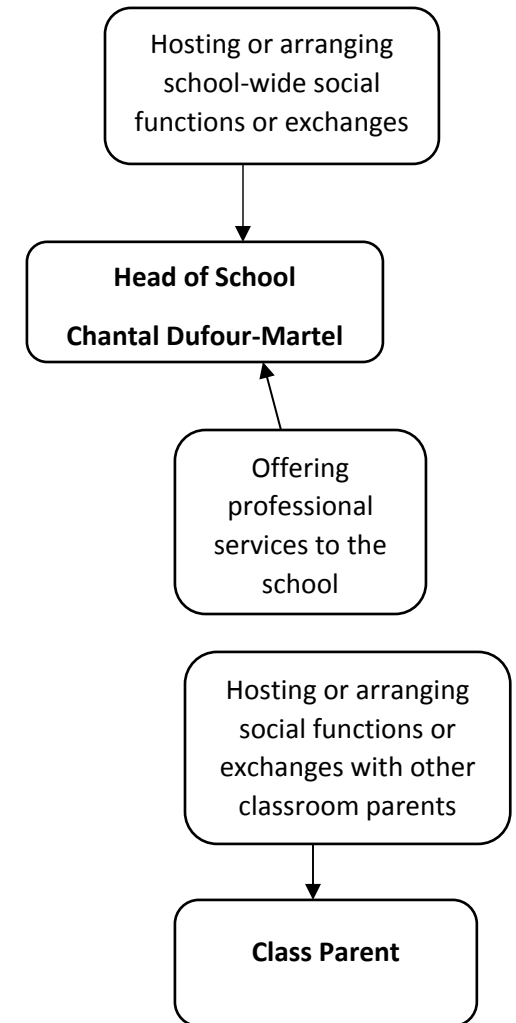 Hosting or arranging
school-wide social
functions or exchanges
Head of School
Chantal Dufour-Martel
Offering
professional
services to the
school
Hosting or arranging
social functions or
exchanges with other
classroom parents
Class Parent